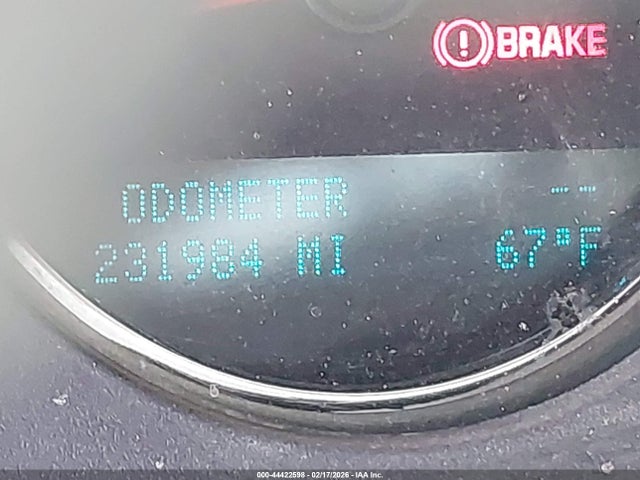 BRAKE
ODOMETER --
231984 MI 67°F
000-44422598 - 02/17/2026 - IAA Inc.